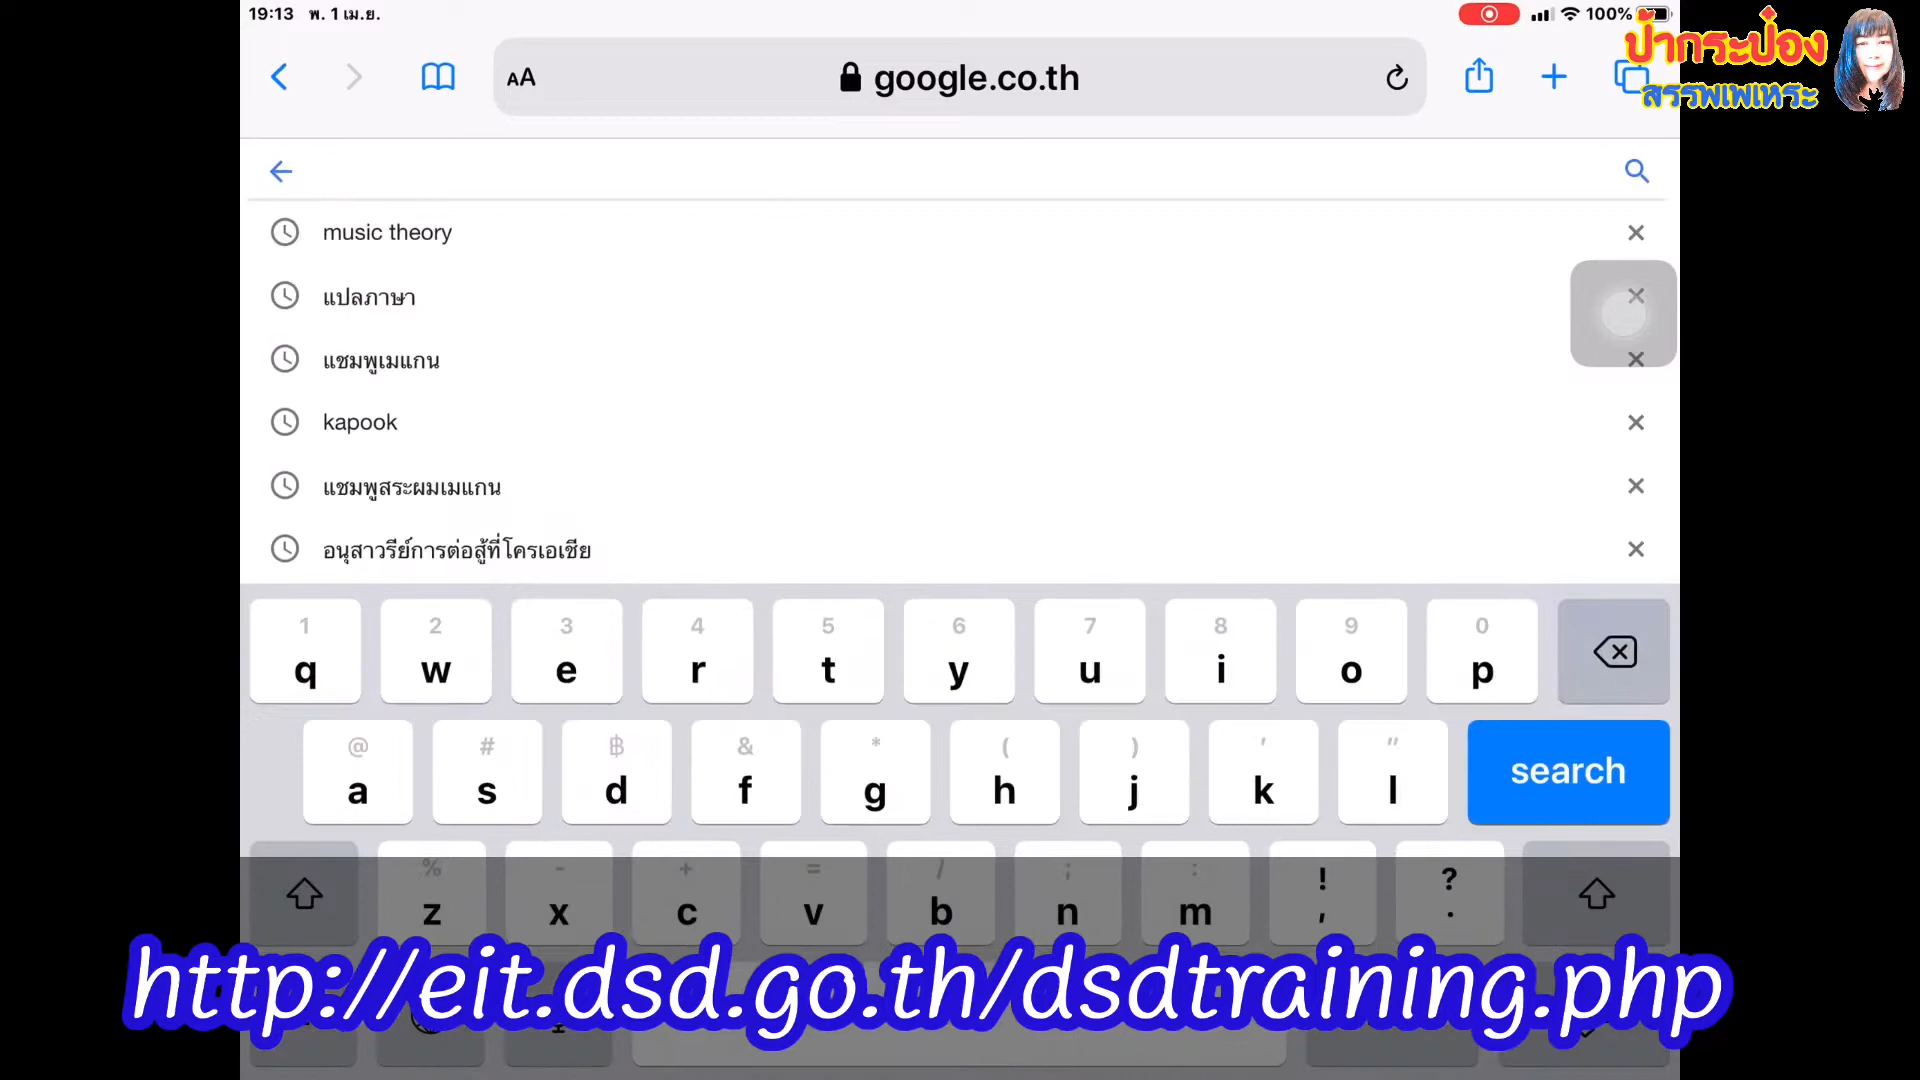 19:13 พ. 1 เม.ย.
100%
ป้ากระป๋อง
สรรพเพเหระ
AA google.co.th
music theory
แปลภาษา
แชมพูเมแกน
kapook
แชมพูสระผมเมแกน
อนุสาวรีย์การต่อสู้ที่โครเอเชีย
1 2 3 4 5 6 7 8 9 0
q w e r t y u i o p
@ # ฿ & * ( ) ' "
a s d f g h j k l search
% - + = / ; : ! ?
z x c v b n m , .
http://eit.dsd.go.th/dsdtraining.php